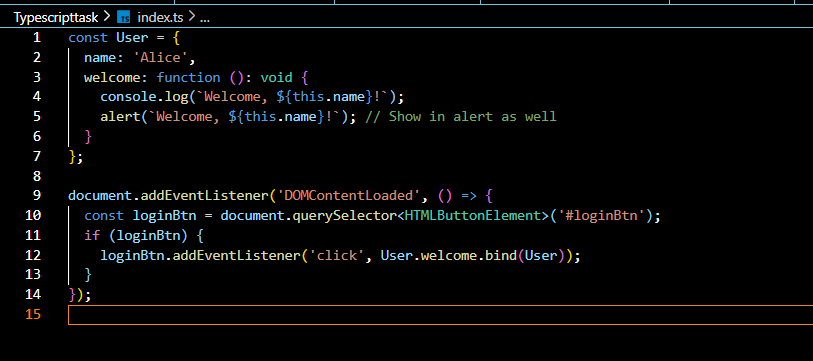 Typescripttask > TS index.ts > ...
1 const User = {
2   name: 'Alice',
3   welcome: function (): void {
4     console.log(`Welcome, ${this.name}!`);
5     alert(`Welcome, ${this.name}!`); // Show in alert as well
6   }
7 };
8
9 document.addEventListener('DOMContentLoaded', () => {
10   const loginBtn = document.querySelector<HTMLButtonElement>('#loginBtn');
11   if (loginBtn) {
12     loginBtn.addEventListener('click', User.welcome.bind(User));
13   }
14 });
15